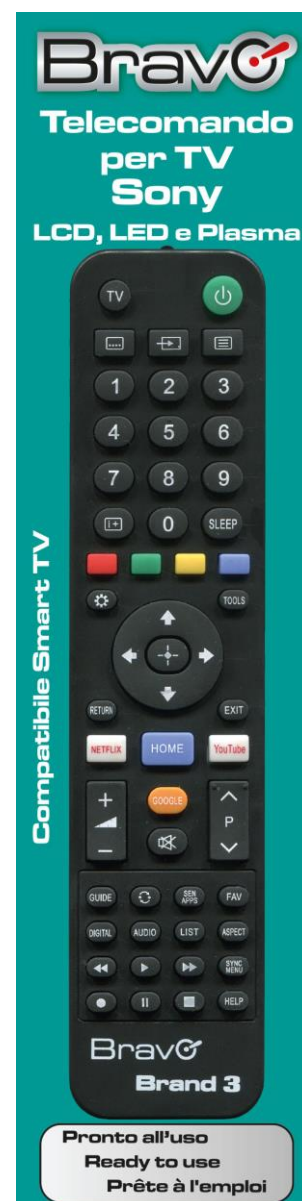 Bravo
Telecomando
per TV
Sony
LCD, LED e Plasma
Compatibile Smart TV
TV
1 2 3
4 5 6
7 8 9
i+ 0 SLEEP
TOOLS
RETURN EXIT
NETFLIX HOME YouTube
+ GOOGLE
P
−
GUIDE SEN APPS FAV
DIGITAL AUDIO LIST ASPECT
SYNC MENU
HELP
Bravo
Brand 3
Pronto all'uso
Ready to use
Prête à l'emploi